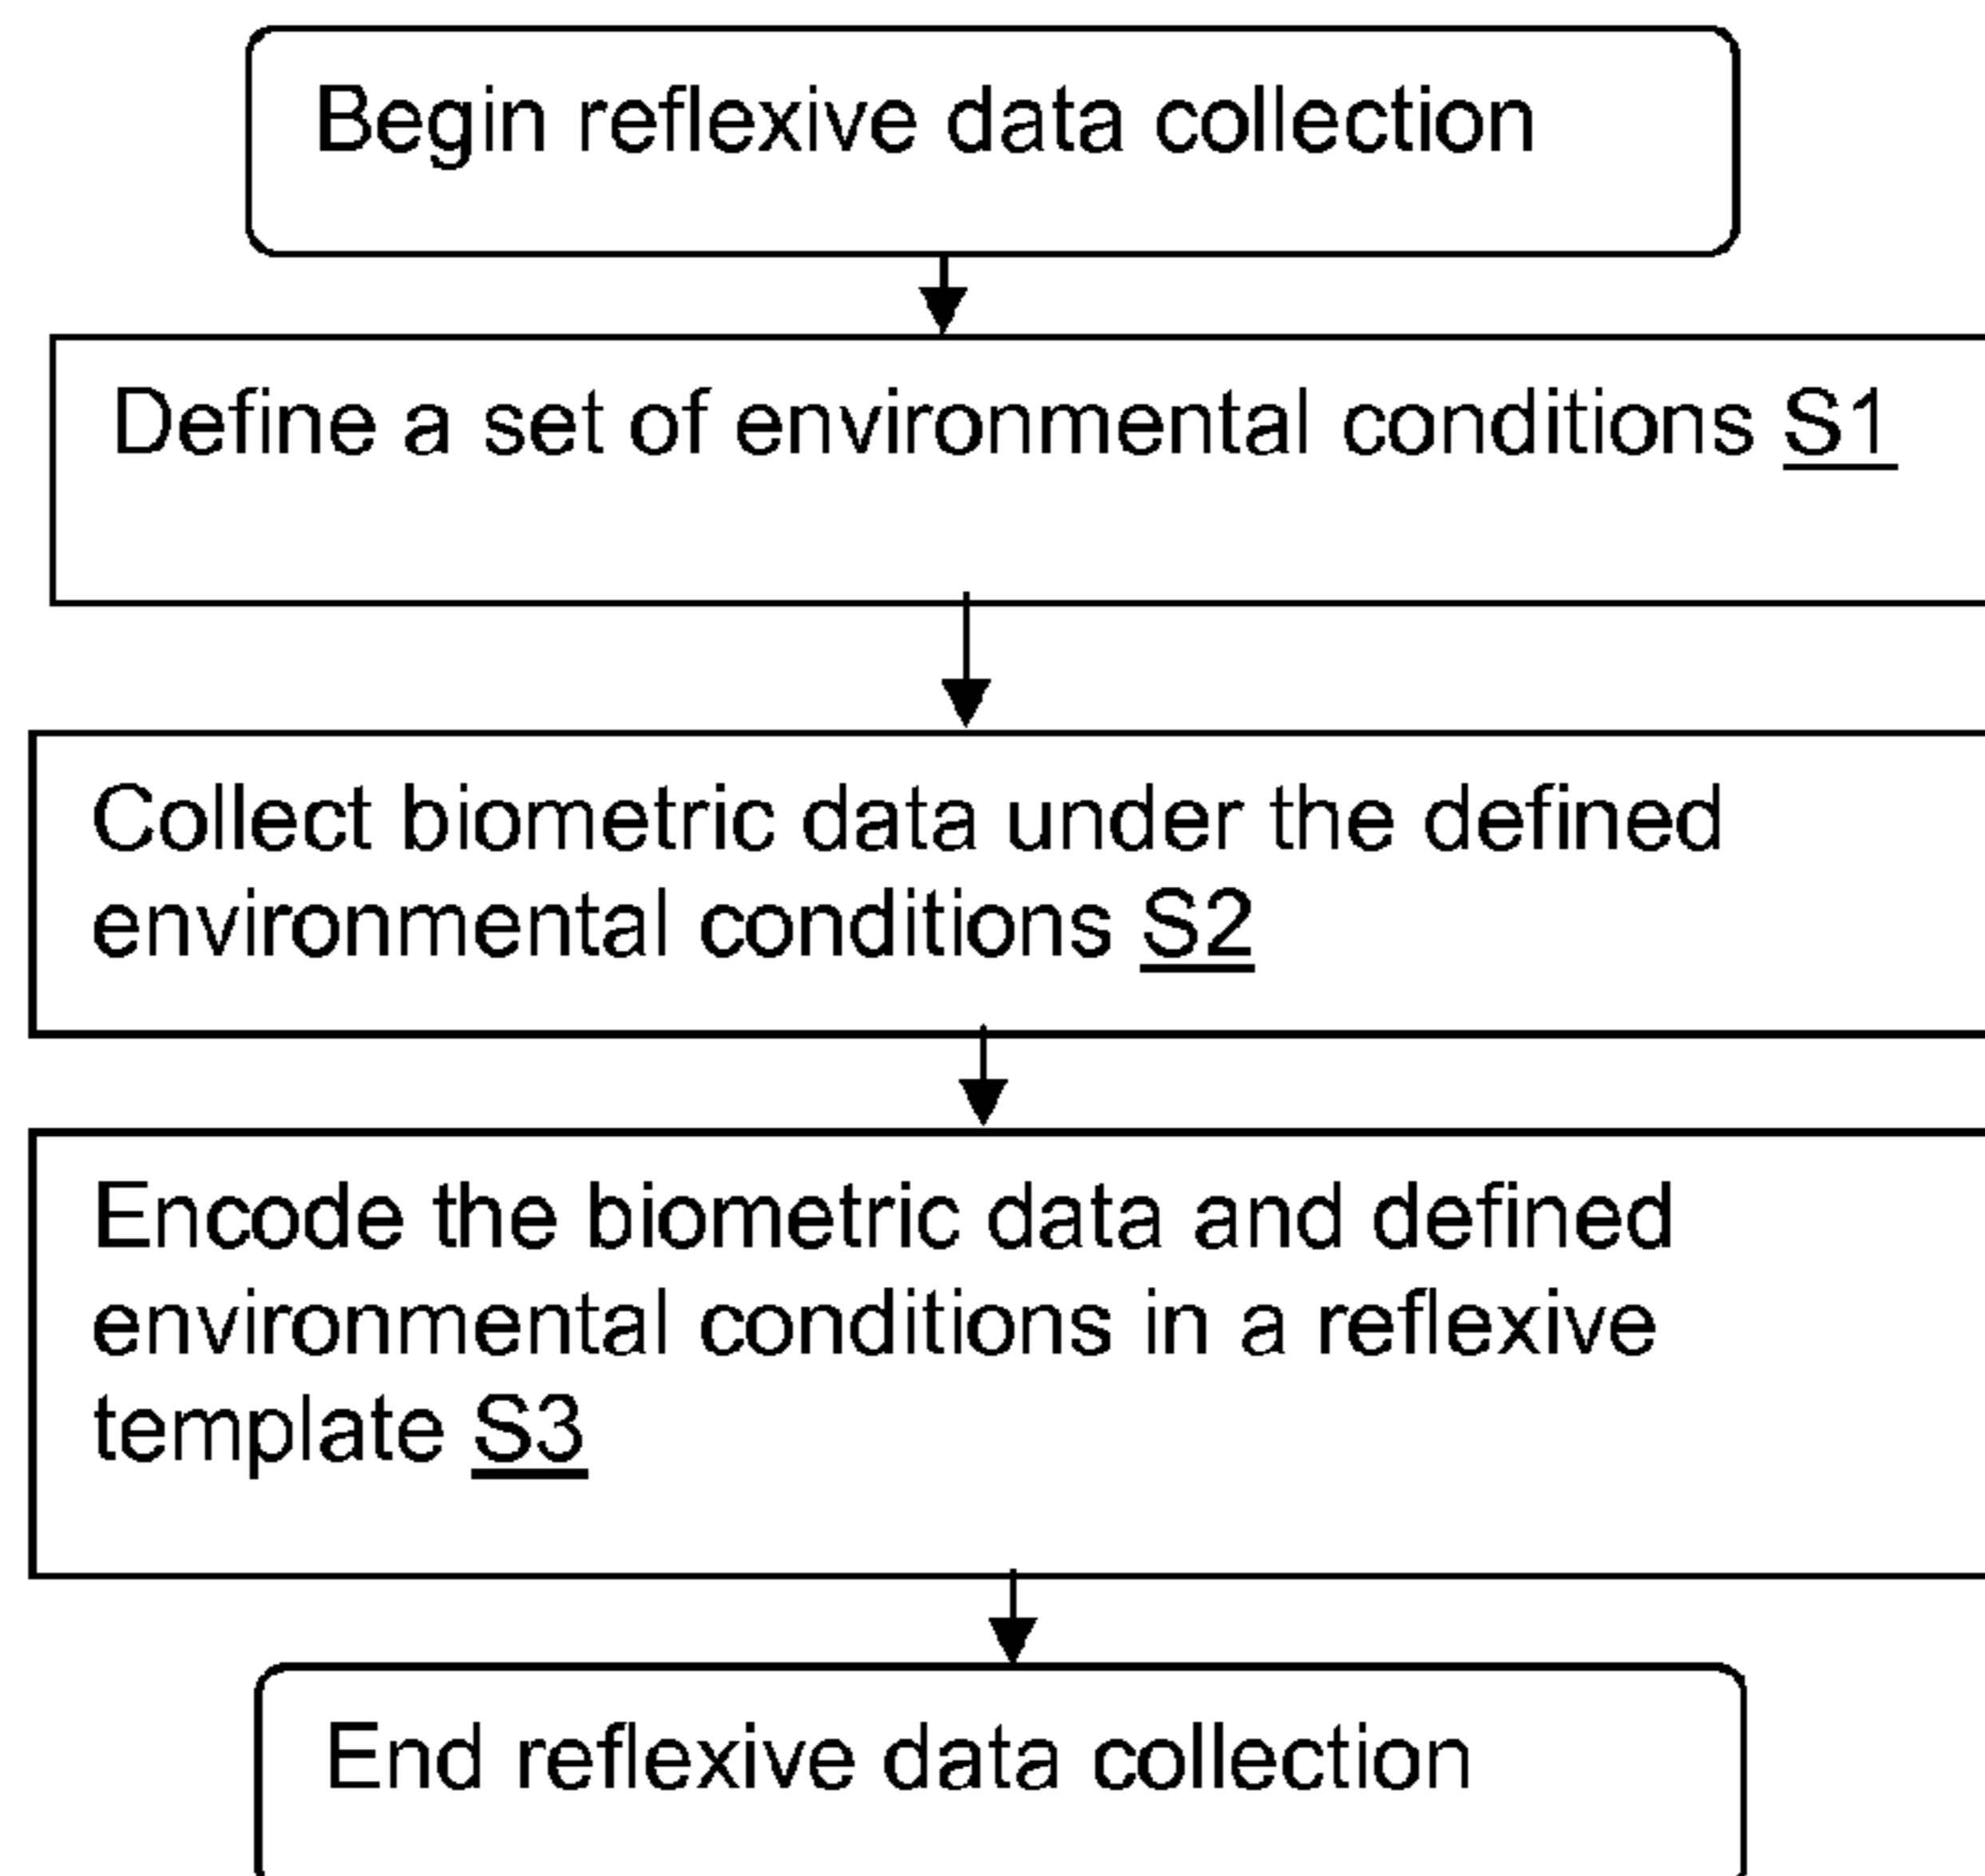 Begin reflexive data collection
Define a set of environmental conditions S1
Collect biometric data under the defined
environmental conditions S2
Encode the biometric data and defined
environmental conditions in a reflexive
template S3
End reflexive data collection